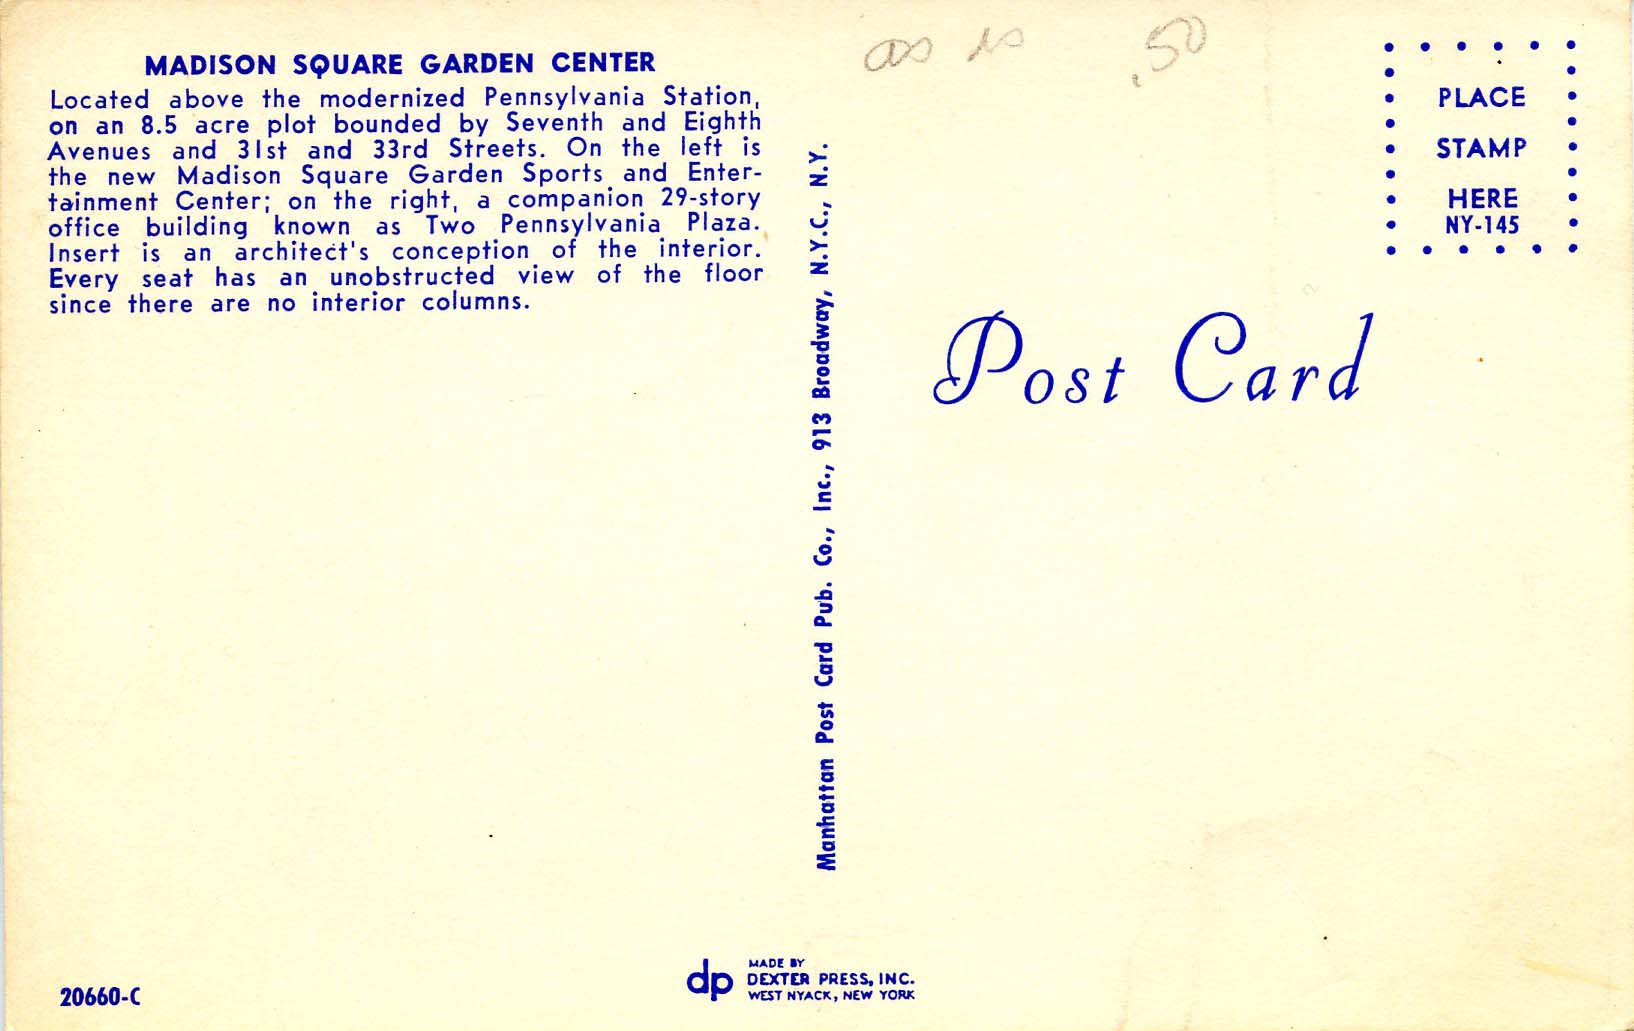 MADISON SQUARE GARDEN CENTER
Located above the modernized Pennsylvania Station,
on an 8.5 acre plot bounded by Seventh and Eighth
Avenues and 31st and 33rd Streets. On the left is
the new Madison Square Garden Sports and Enter-
tainment Center; on the right, a companion 29-story
office building known as Two Pennsylvania Plaza.
Insert is an architect's conception of the interior.
Every seat has an unobstructed view of the floor
since there are no interior columns.
20660-C
Manhattan Post Card Pub. Co., Inc., 913 Broadway, N.Y.C., N.Y.
dp
MADE BY
DEXTER PRESS, INC.
WEST NYACK, NEW YORK
as is .50
PLACE
STAMP
HERE
NY-145
Post Card